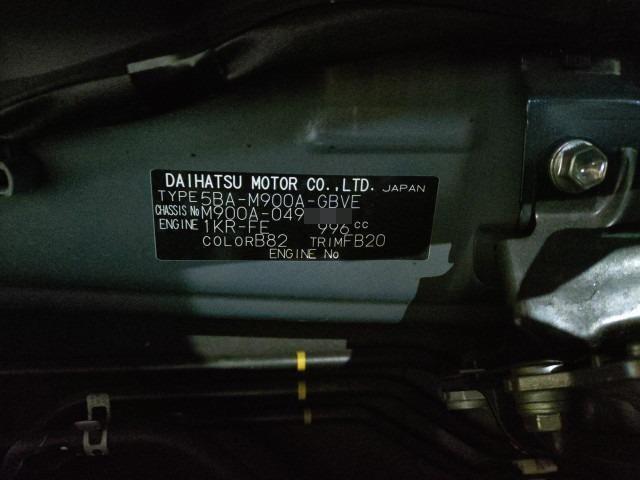 DAIHATSU MOTOR CO.,LTD. JAPAN
TYPE 5BA-M900A-GBVE
CHASSIS No M900A-049
ENGINE 1KR-FE 996 cc
COLOR B82 TRIM FB20
ENGINE No